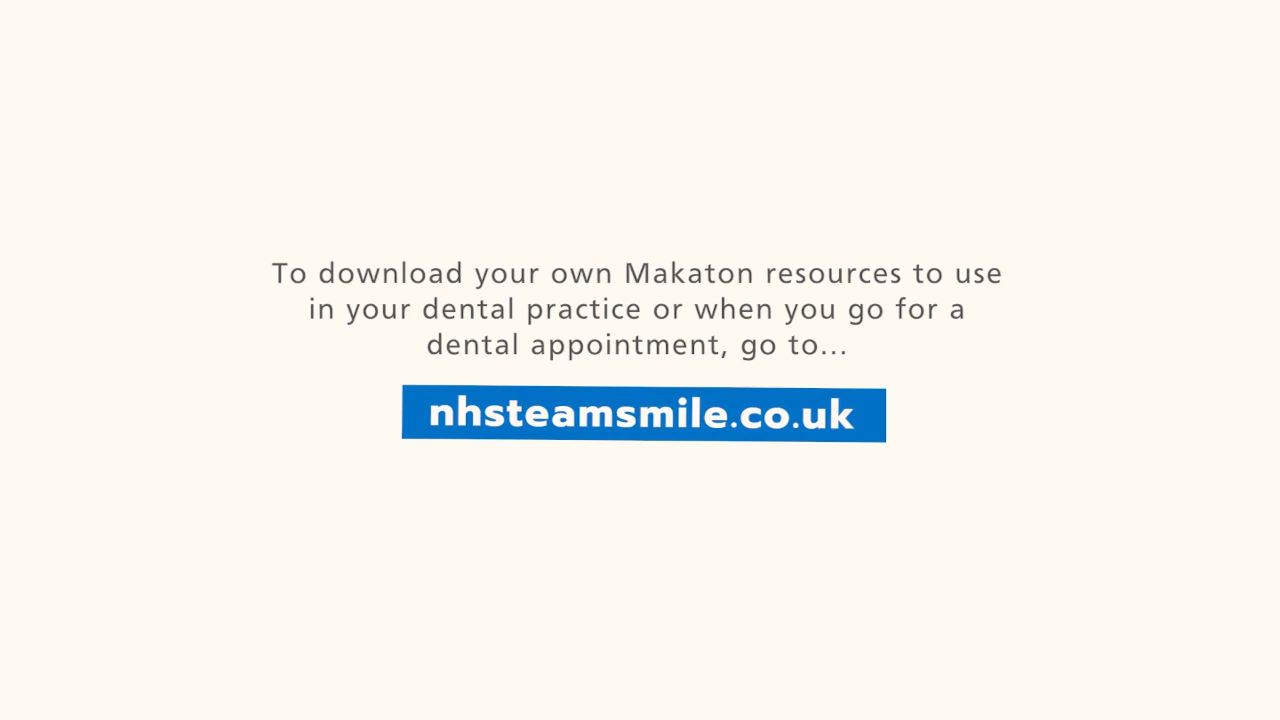 To download your own Makaton resources to use
in your dental practice or when you go for a
dental appointment, go to...
nhsteamsmile.co.uk